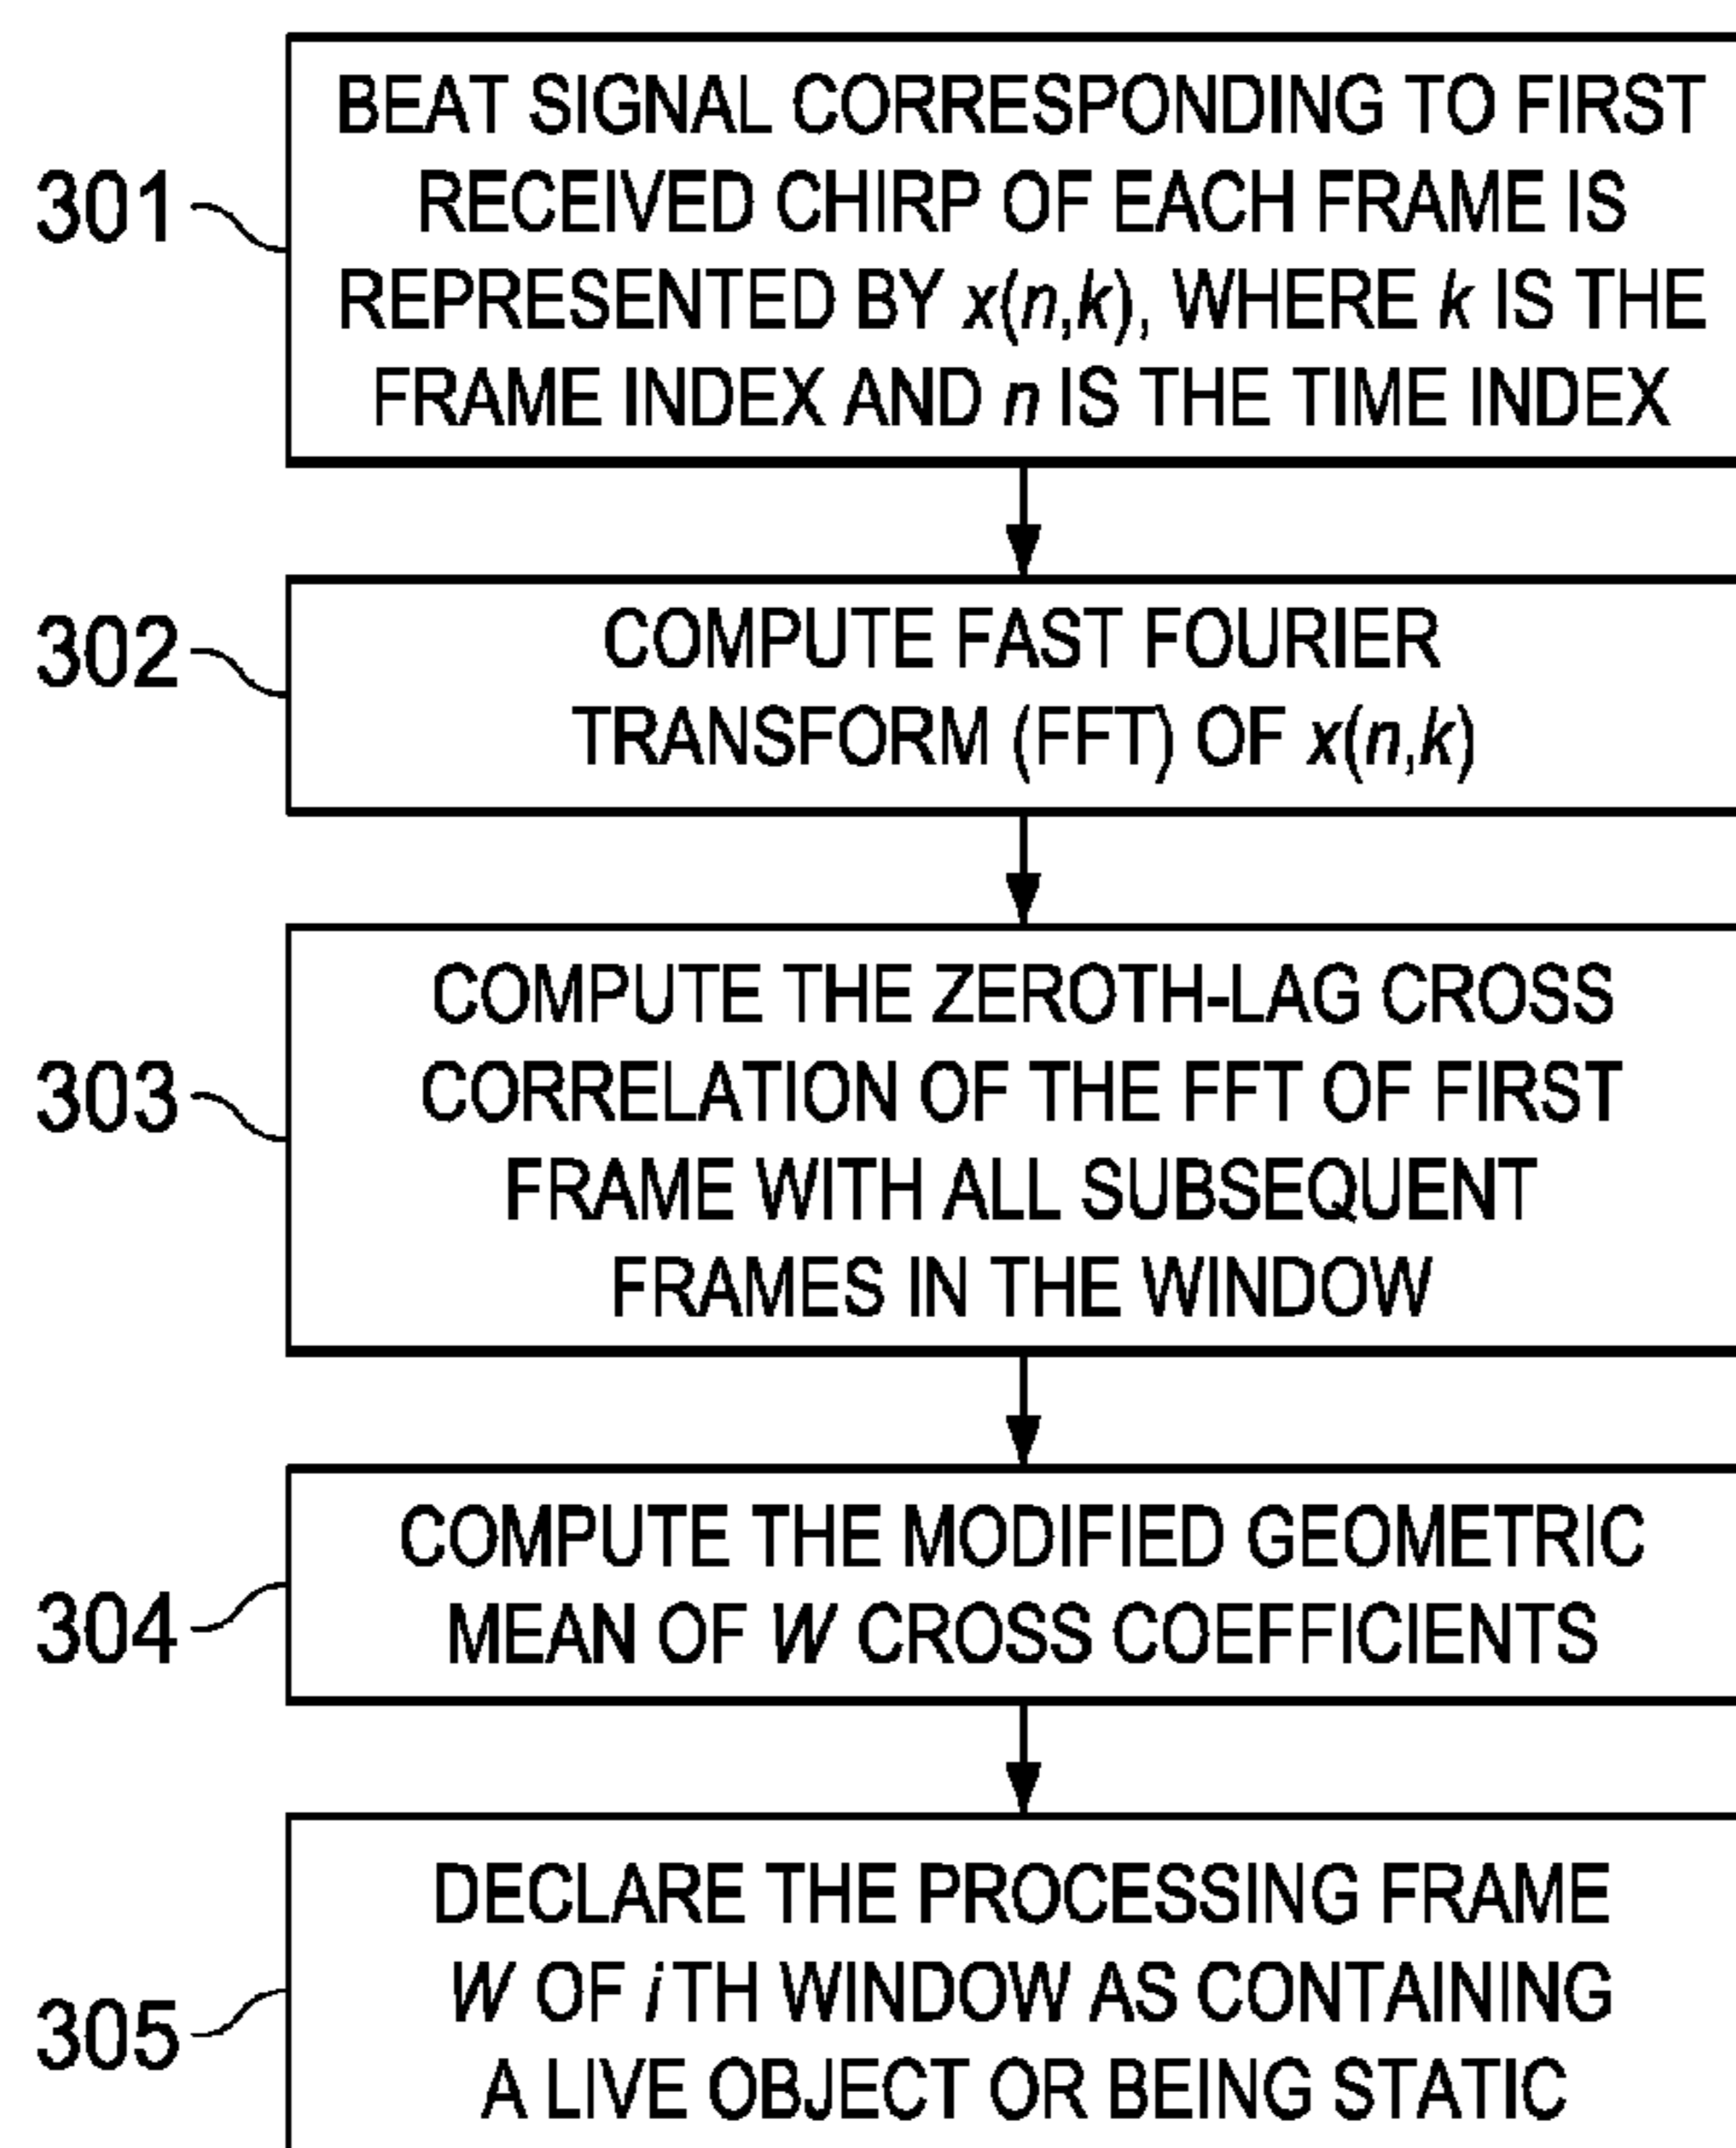 301
BEAT SIGNAL CORRESPONDING TO FIRST
RECEIVED CHIRP OF EACH FRAME IS
REPRESENTED BY x(n,k), WHERE k IS THE
FRAME INDEX AND n IS THE TIME INDEX
302
COMPUTE FAST FOURIER
TRANSFORM (FFT) OF x(n,k)
303
COMPUTE THE ZEROTH-LAG CROSS
CORRELATION OF THE FFT OF FIRST
FRAME WITH ALL SUBSEQUENT
FRAMES IN THE WINDOW
304
COMPUTE THE MODIFIED GEOMETRIC
MEAN OF W CROSS COEFFICIENTS
305
DECLARE THE PROCESSING FRAME
W OF i TH WINDOW AS CONTAINING
A LIVE OBJECT OR BEING STATIC